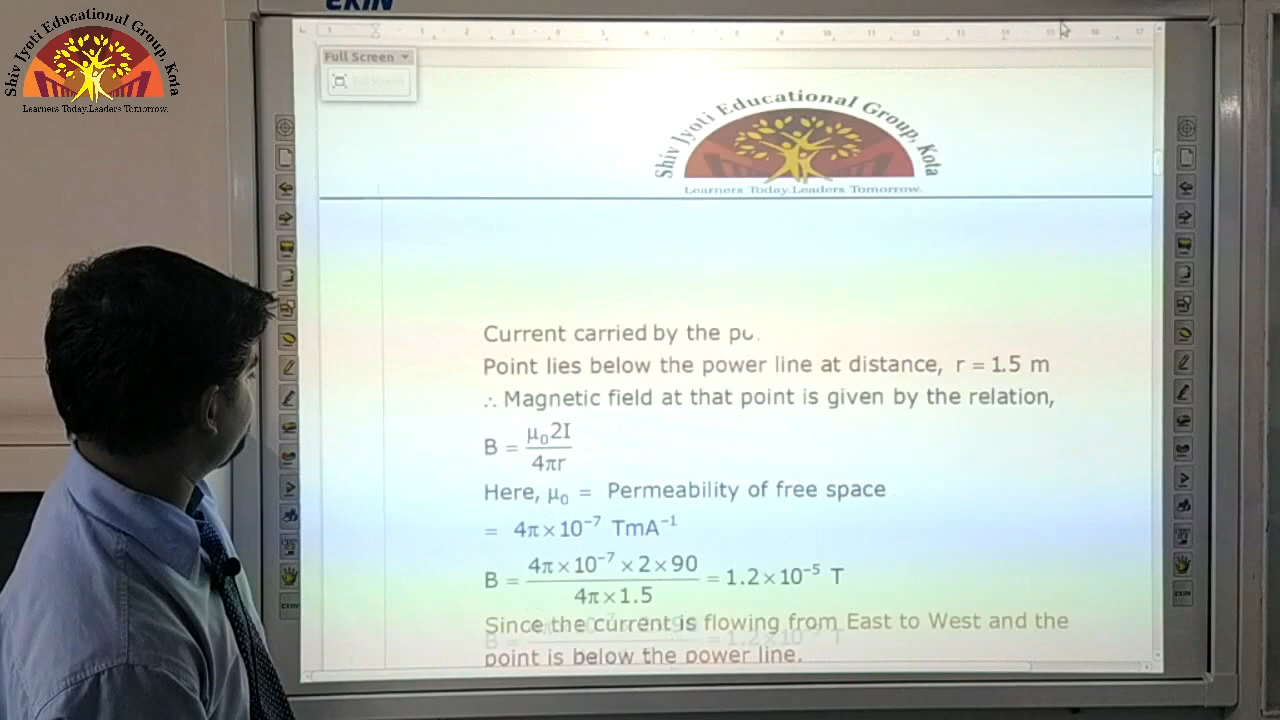 EKIN
Shiv Jyoti Educational Group, Kota
Learners Today.Leaders Tomorrow.
Full Screen
Full Screen
Shiv Jyoti Educational Group, Kota
Learners Today.Leaders Tomorrow.
Current carried by the
Point lies below the power line at distance, r = 1.5 m
∴ Magnetic field at that point is given by the relation,
B = μ₀2I / 4πr
Here, μ₀ = Permeability of free space
= 4π×10⁻⁷ TmA⁻¹
B = 4π×10⁻⁷×2×90 / 4π×1.5 = 1.2×10⁻⁵ T
Since the current is flowing from East to West and the
point is below the power line.